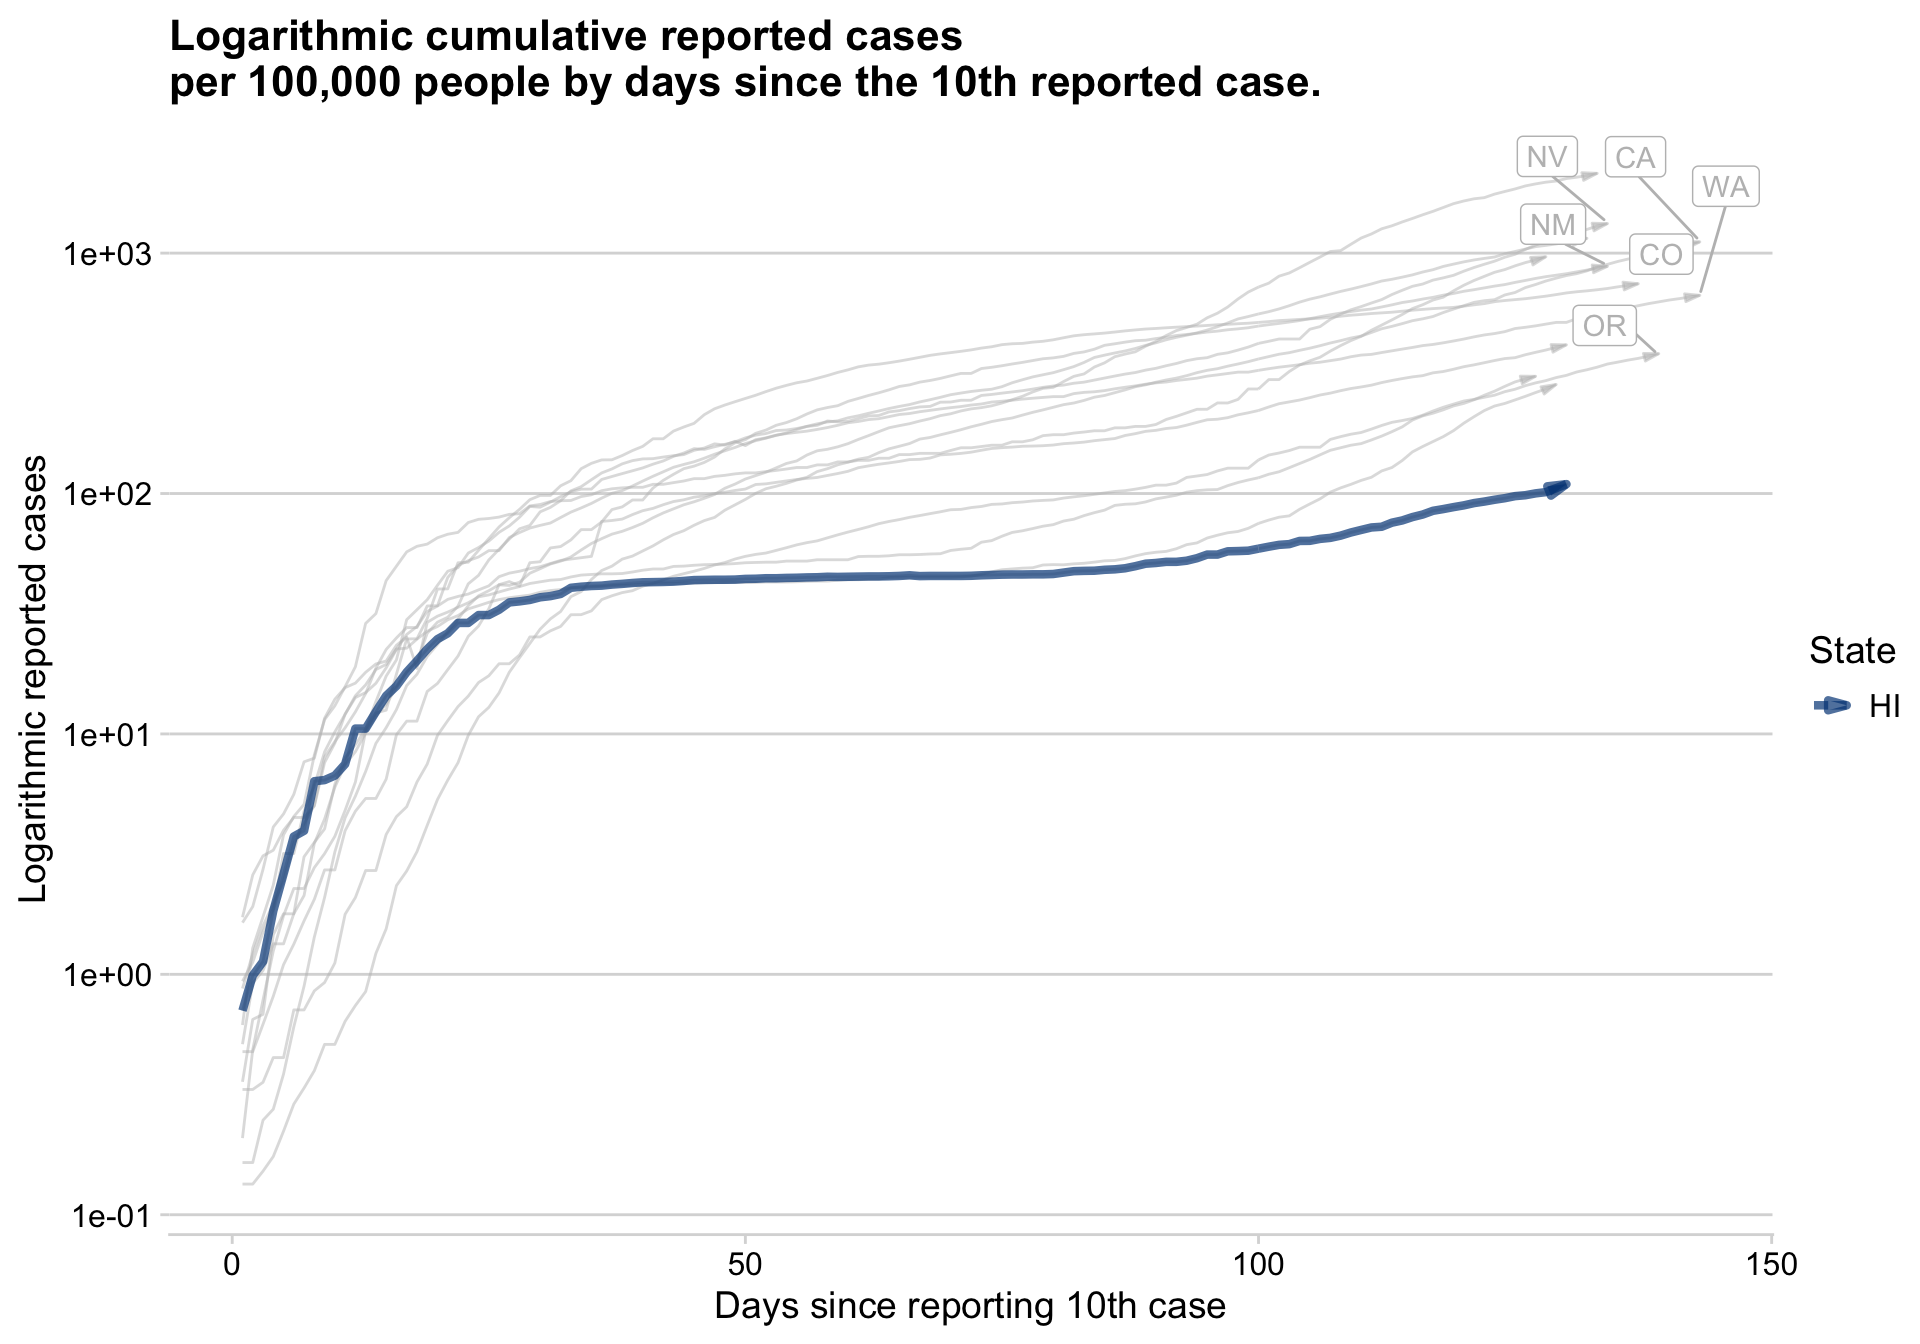 Logarithmic cumulative reported cases
per 100,000 people by days since the 10th reported case.
NV
CA
WA
NM
CO
OR
1e+03
1e+02
1e+01
1e+00
1e-01
Logarithmic reported cases
0
50
100
150
Days since reporting 10th case
State
HI